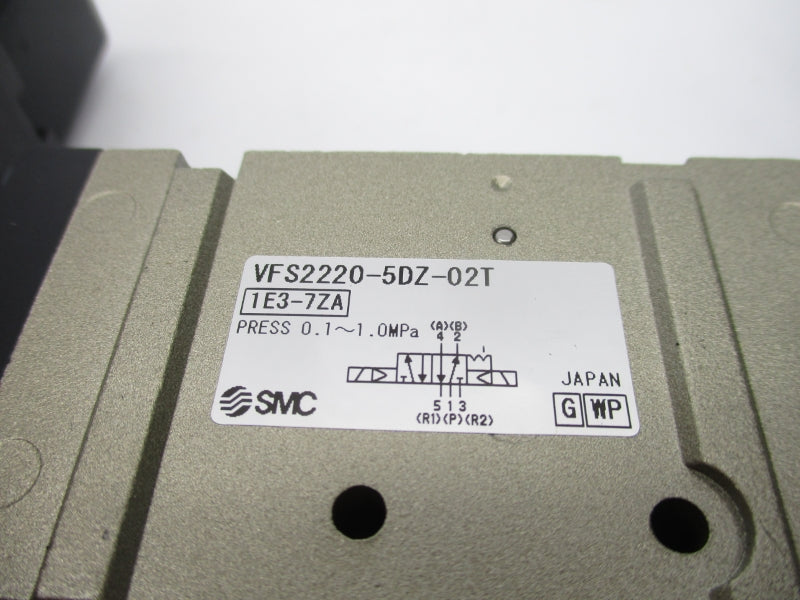 VFS2220-5DZ-02T
1E3-7ZA
PRESS 0.1～1.0MPa
(A)(B)
4 2
5 1 3
(R1)(P)(R2)
SMC
JAPAN
G WP